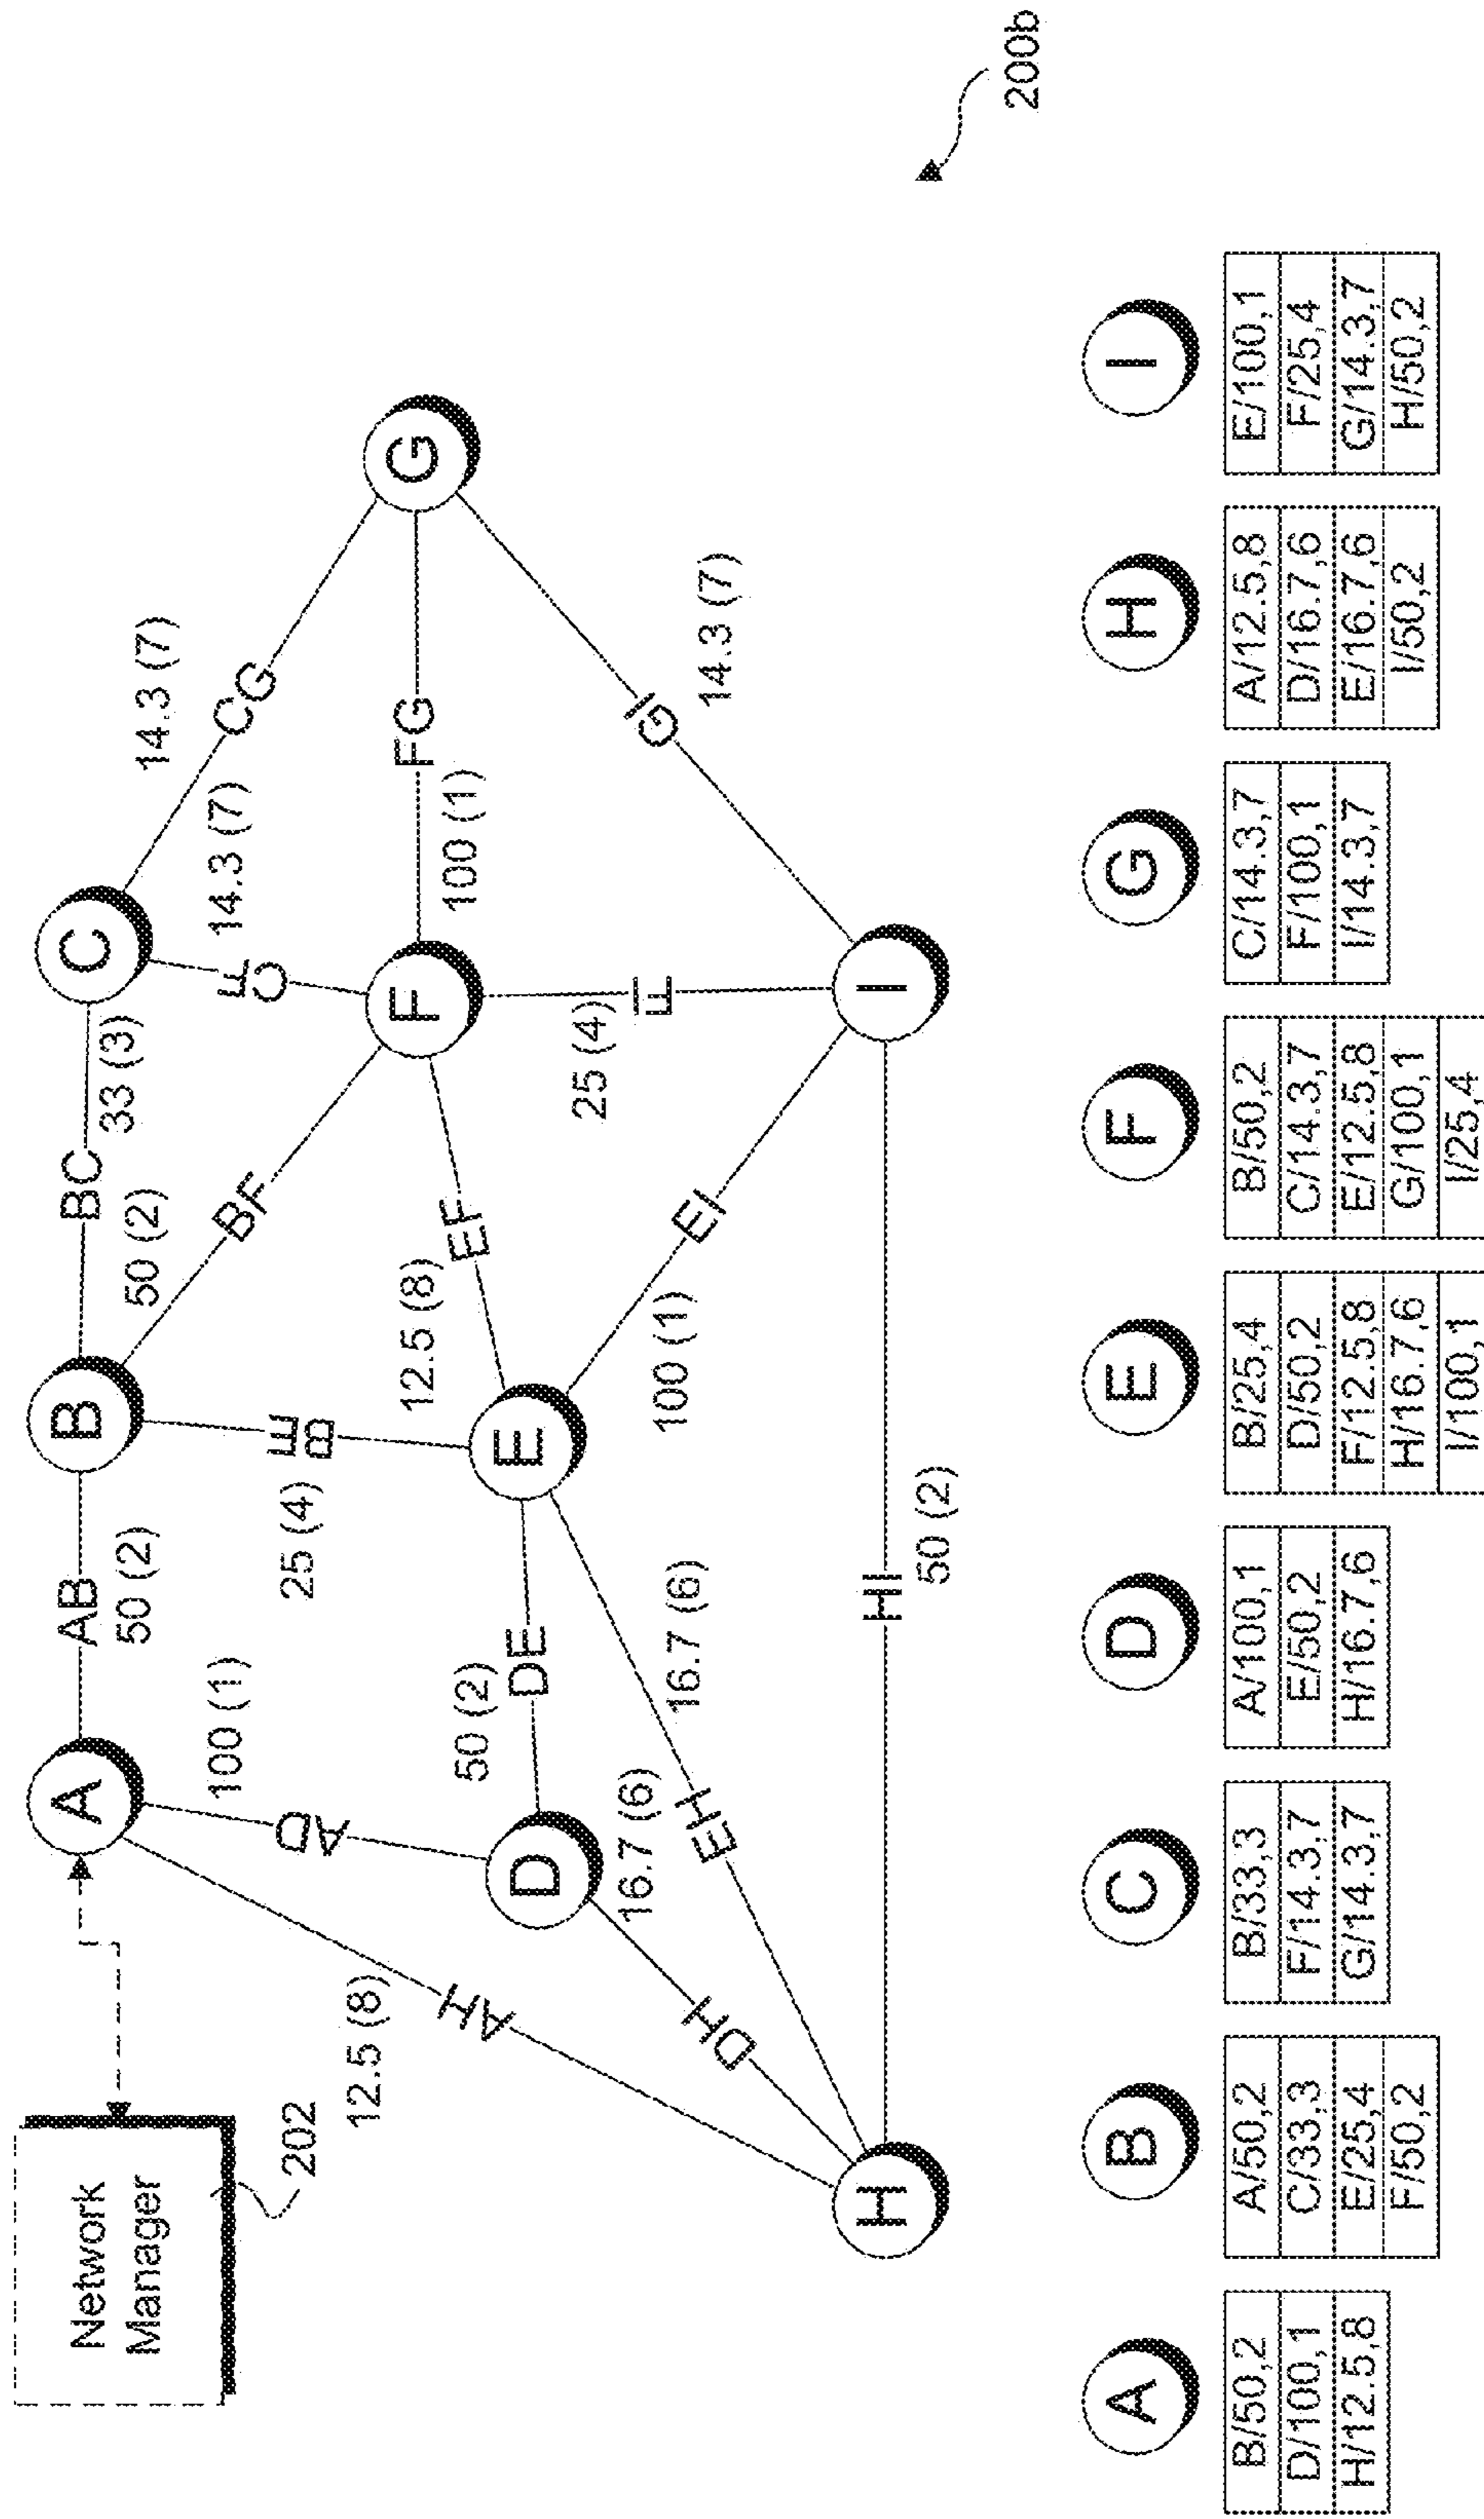 Network
Manager
202
A
AB
50 (2)
B
BC
33 (3)
C
100 (1)
AD
12.5 (8)
AH
25 (4)
BE
50 (2)
BF
14.3 (7)
CF
14.3 (7)
CG
D
50 (2)
DE
E
12.5 (8)
EF
F
100 (1)
FG
G
16.7 (6)
DH
EH
16.7 (6)
100 (1)
EI
25 (4)
FI
GI
14.3 (7)
H
HI
50 (2)
I
200b
A
B/50,2
D/100,1
H/12.5,8
B
A/50,2
C/33,3
E/25,4
F/50,2
C
B/33,3
F/14.3,7
G/14.3,7
D
A/100,1
E/50,2
H/16.7,6
E
B/25,4
D/50,2
F/12.5,8
H/16.7,6
I/100,1
F
B/50,2
C/14.3,7
E/12.5,8
G/100,1
I/25,4
G
C/14.3,7
F/100,1
I/14.3,7
H
A/12.5,8
D/16.7,6
E/16.7,6
I/50,2
I
E/100,1
F/25,4
G/14.3,7
H/50,2